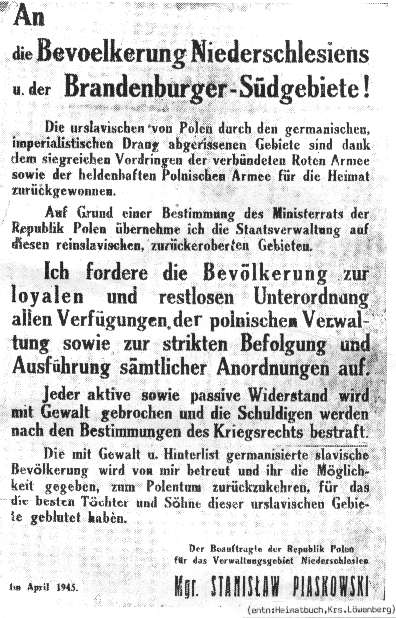 An
die Bevoelkerung Niederschlesiens
u. der Brandenburger-Südgebiete!
Die urslavischen von Polen durch den germanischen,
imperialistischen Drang abgerissenen Gebiete sind dank
dem siegreichen Vordringen der verbündeten Roten Armee
sowie der heldenhaften Polnischen Armee für die Heimat
zurückgewonnen.
Auf Grund einer Bestimmung des Ministerrats der
Republik Polen übernehme ich die Staatsverwaltung auf
diesen reinslavischen, zurückeroberten Gebieten.
Ich fordere die Bevölkerung zur
loyalen und restlosen Unterordnung
allen Verfügungen der polnischen Verwal-
tung sowie zur strikten Befolgung und
Ausführung sämtlicher Anordnungen auf.
Jeder aktive sowie passive Widerstand wird
mit Gewalt gebrochen und die Schuldigen werden
nach den Bestimmungen des Kriegsrechts bestraft.
Die mit Gewalt u. Hinterlist germanisierte slavische
Bevölkerung wird von mir betreut und ihr die Möglich-
keit gegeben, zum Polentum zurückzukehren, für das
die besten Töchter und Söhne dieser urslavischen Gebie-
te geblutet haben.
Der Beauftragte der Republik Polen
für das Verwaltungsgebiet Niederschlesien
Im April 1945.
Mgr. STANISŁAW PIASKOWSKI
(entn:Heimatbuch,Krs.Löwenberg)